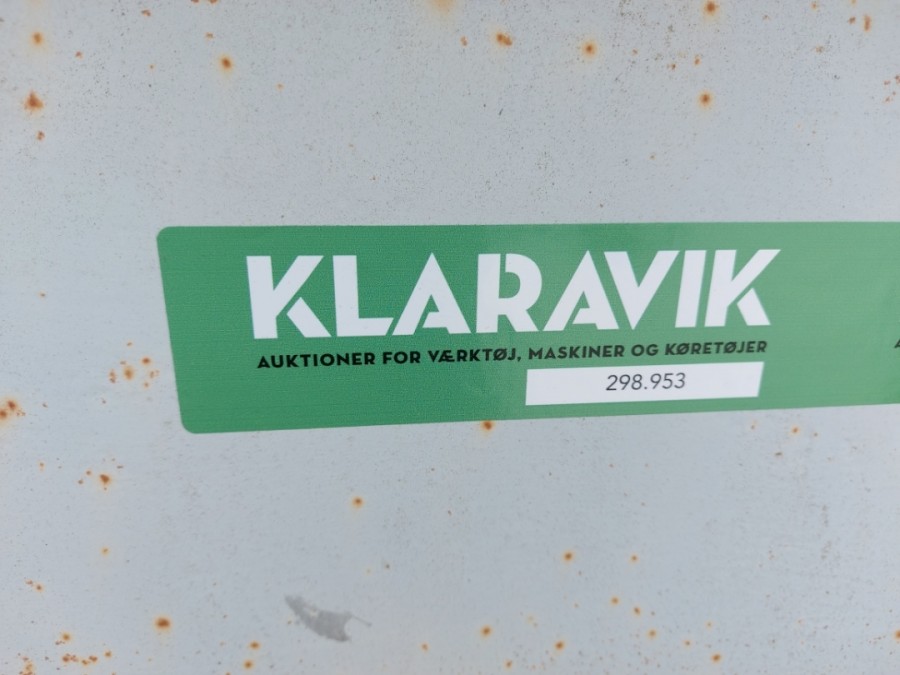 KLARAVIK
AUKTIONER FOR VÆRKTØJ, MASKINER OG KØRETØJER
298.953